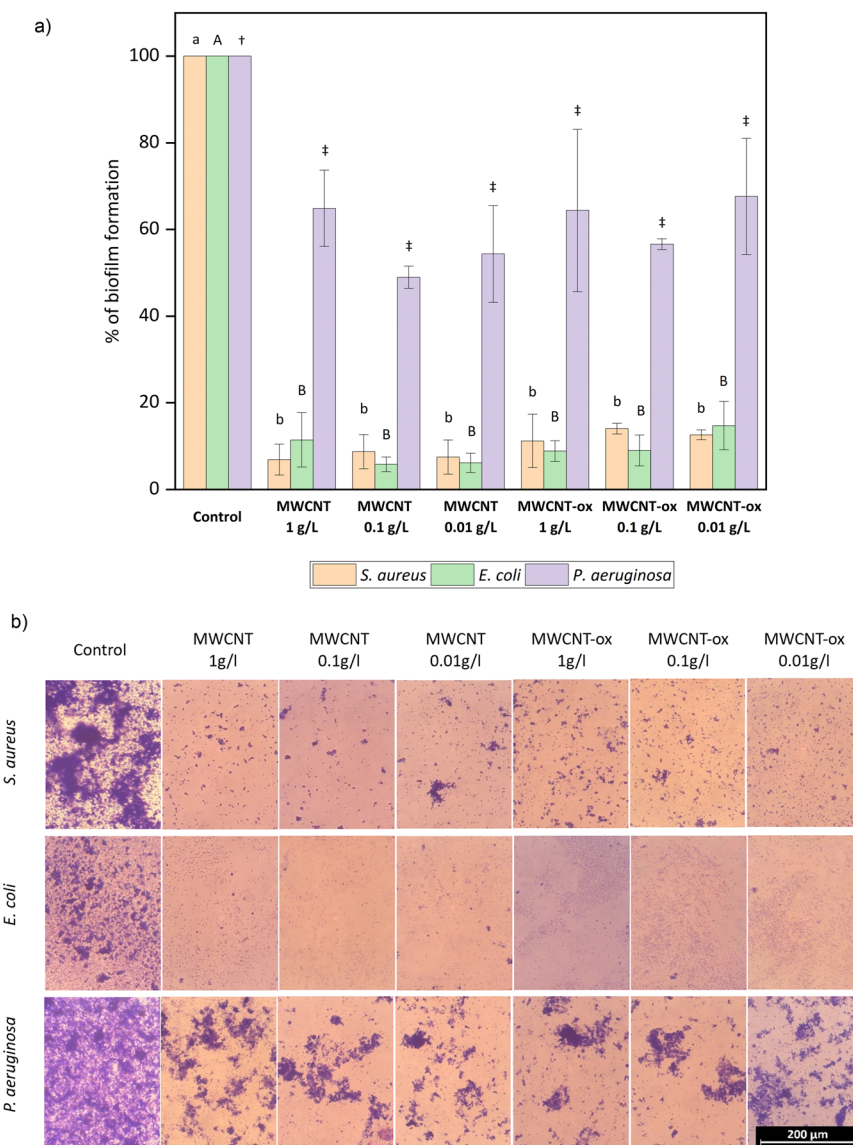 a)
a A †
100
80
60
40
20
0
% of biofilm formation
b B ‡
b B ‡
b B ‡
b B ‡
b B ‡
b B ‡
Control
MWCNT
1 g/L
MWCNT
0.1 g/L
MWCNT
0.01 g/L
MWCNT-ox
1 g/L
MWCNT-ox
0.1 g/L
MWCNT-ox
0.01 g/L
S. aureus E. coli P. aeruginosa
b)
Control
MWCNT
1g/l
MWCNT
0.1g/l
MWCNT
0.01g/l
MWCNT-ox
1g/l
MWCNT-ox
0.1g/l
MWCNT-ox
0.01g/l
S. aureus
E. coli
P. aeruginosa
200 µm